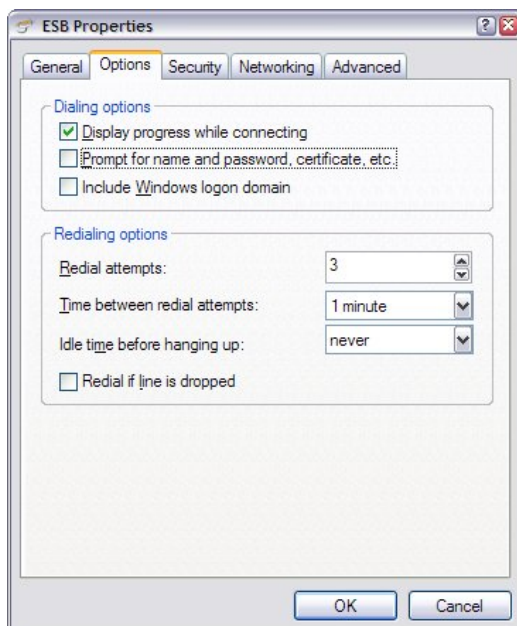 ESB Properties
General Options Security Networking Advanced
Dialing options
Display progress while connecting
Prompt for name and password, certificate, etc.
Include Windows logon domain
Redialing options
Redial attempts: 3
Time between redial attempts: 1 minute
Idle time before hanging up: never
Redial if line is dropped
OK Cancel